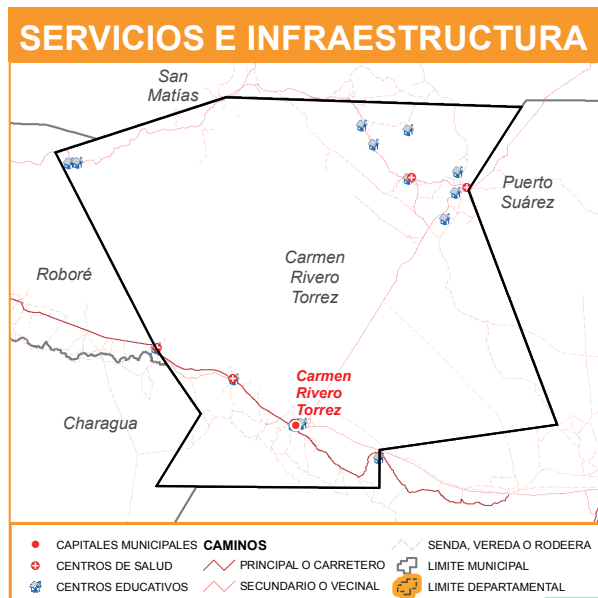 SERVICIOS E INFRAESTRUCTURA
San
Matías
Puerto
Suárez
Carmen
Rivero
Torrez
Roboré
Carmen
Rivero
Torrez
Charagua
CAPITALES MUNICIPALES
CENTROS DE SALUD
CENTROS EDUCATIVOS
CAMINOS
PRINCIPAL O CARRETERO
SECUNDARIO O VECINAL
SENDA, VEREDA O RODEERA
LIMITE MUNICIPAL
LIMITE DEPARTAMENTAL